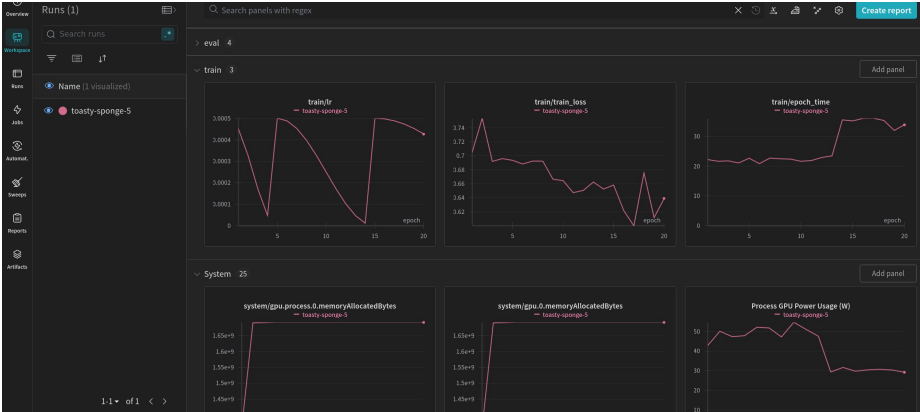 Overview
Workspace
Runs
Jobs
Automat.
Sweeps
Reports
Artifacts
Runs (1)
Search runs
.*
Name (1 visualized)
toasty-sponge-5
1-1 of 1
Search panels with regex
Create report
eval 4
train 3
Add panel
train/lr
toasty-sponge-5
0.0005
0.0004
0.0003
0.0002
0.0001
0
epoch
5 10 15 20
train/train_loss
toasty-sponge-5
0.74
0.72
0.7
0.68
0.66
0.64
0.62
epoch
5 10 15 20
train/epoch_time
toasty-sponge-5
30
20
10
0
epoch
5 10 15 20
System 25
Add panel
system/gpu.process.0.memoryAllocatedBytes
toasty-sponge-5
1.65e+9
1.6e+9
1.55e+9
1.5e+9
1.45e+9
system/gpu.0.memoryAllocatedBytes
toasty-sponge-5
1.65e+9
1.6e+9
1.55e+9
1.5e+9
1.45e+9
Process GPU Power Usage (W)
toasty-sponge-5
50
40
30
20
10